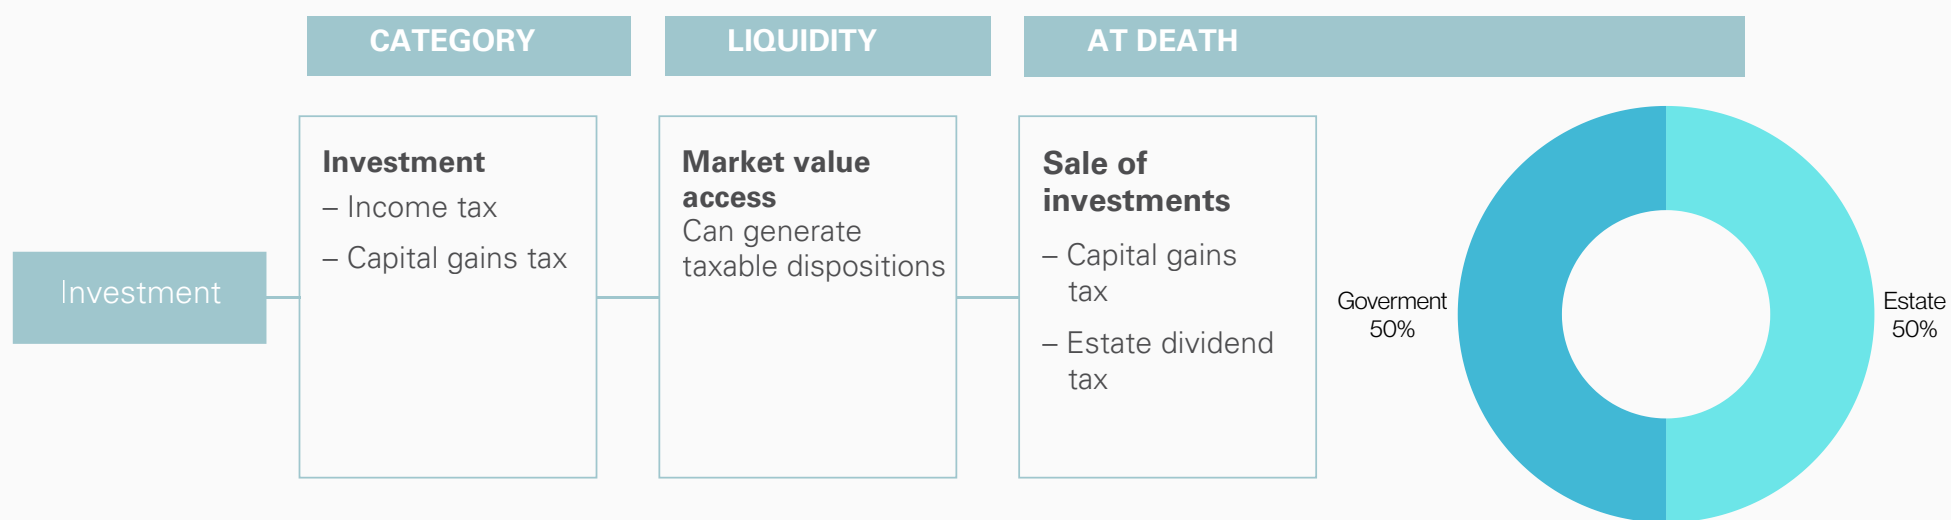 CATEGORY
LIQUIDITY
AT DEATH
Investment
Investment
– Income tax
– Capital gains tax
Market value
access
Can generate
taxable dispositions
Sale of
investments
– Capital gains
tax
– Estate dividend
tax
Goverment
50%
Estate
50%